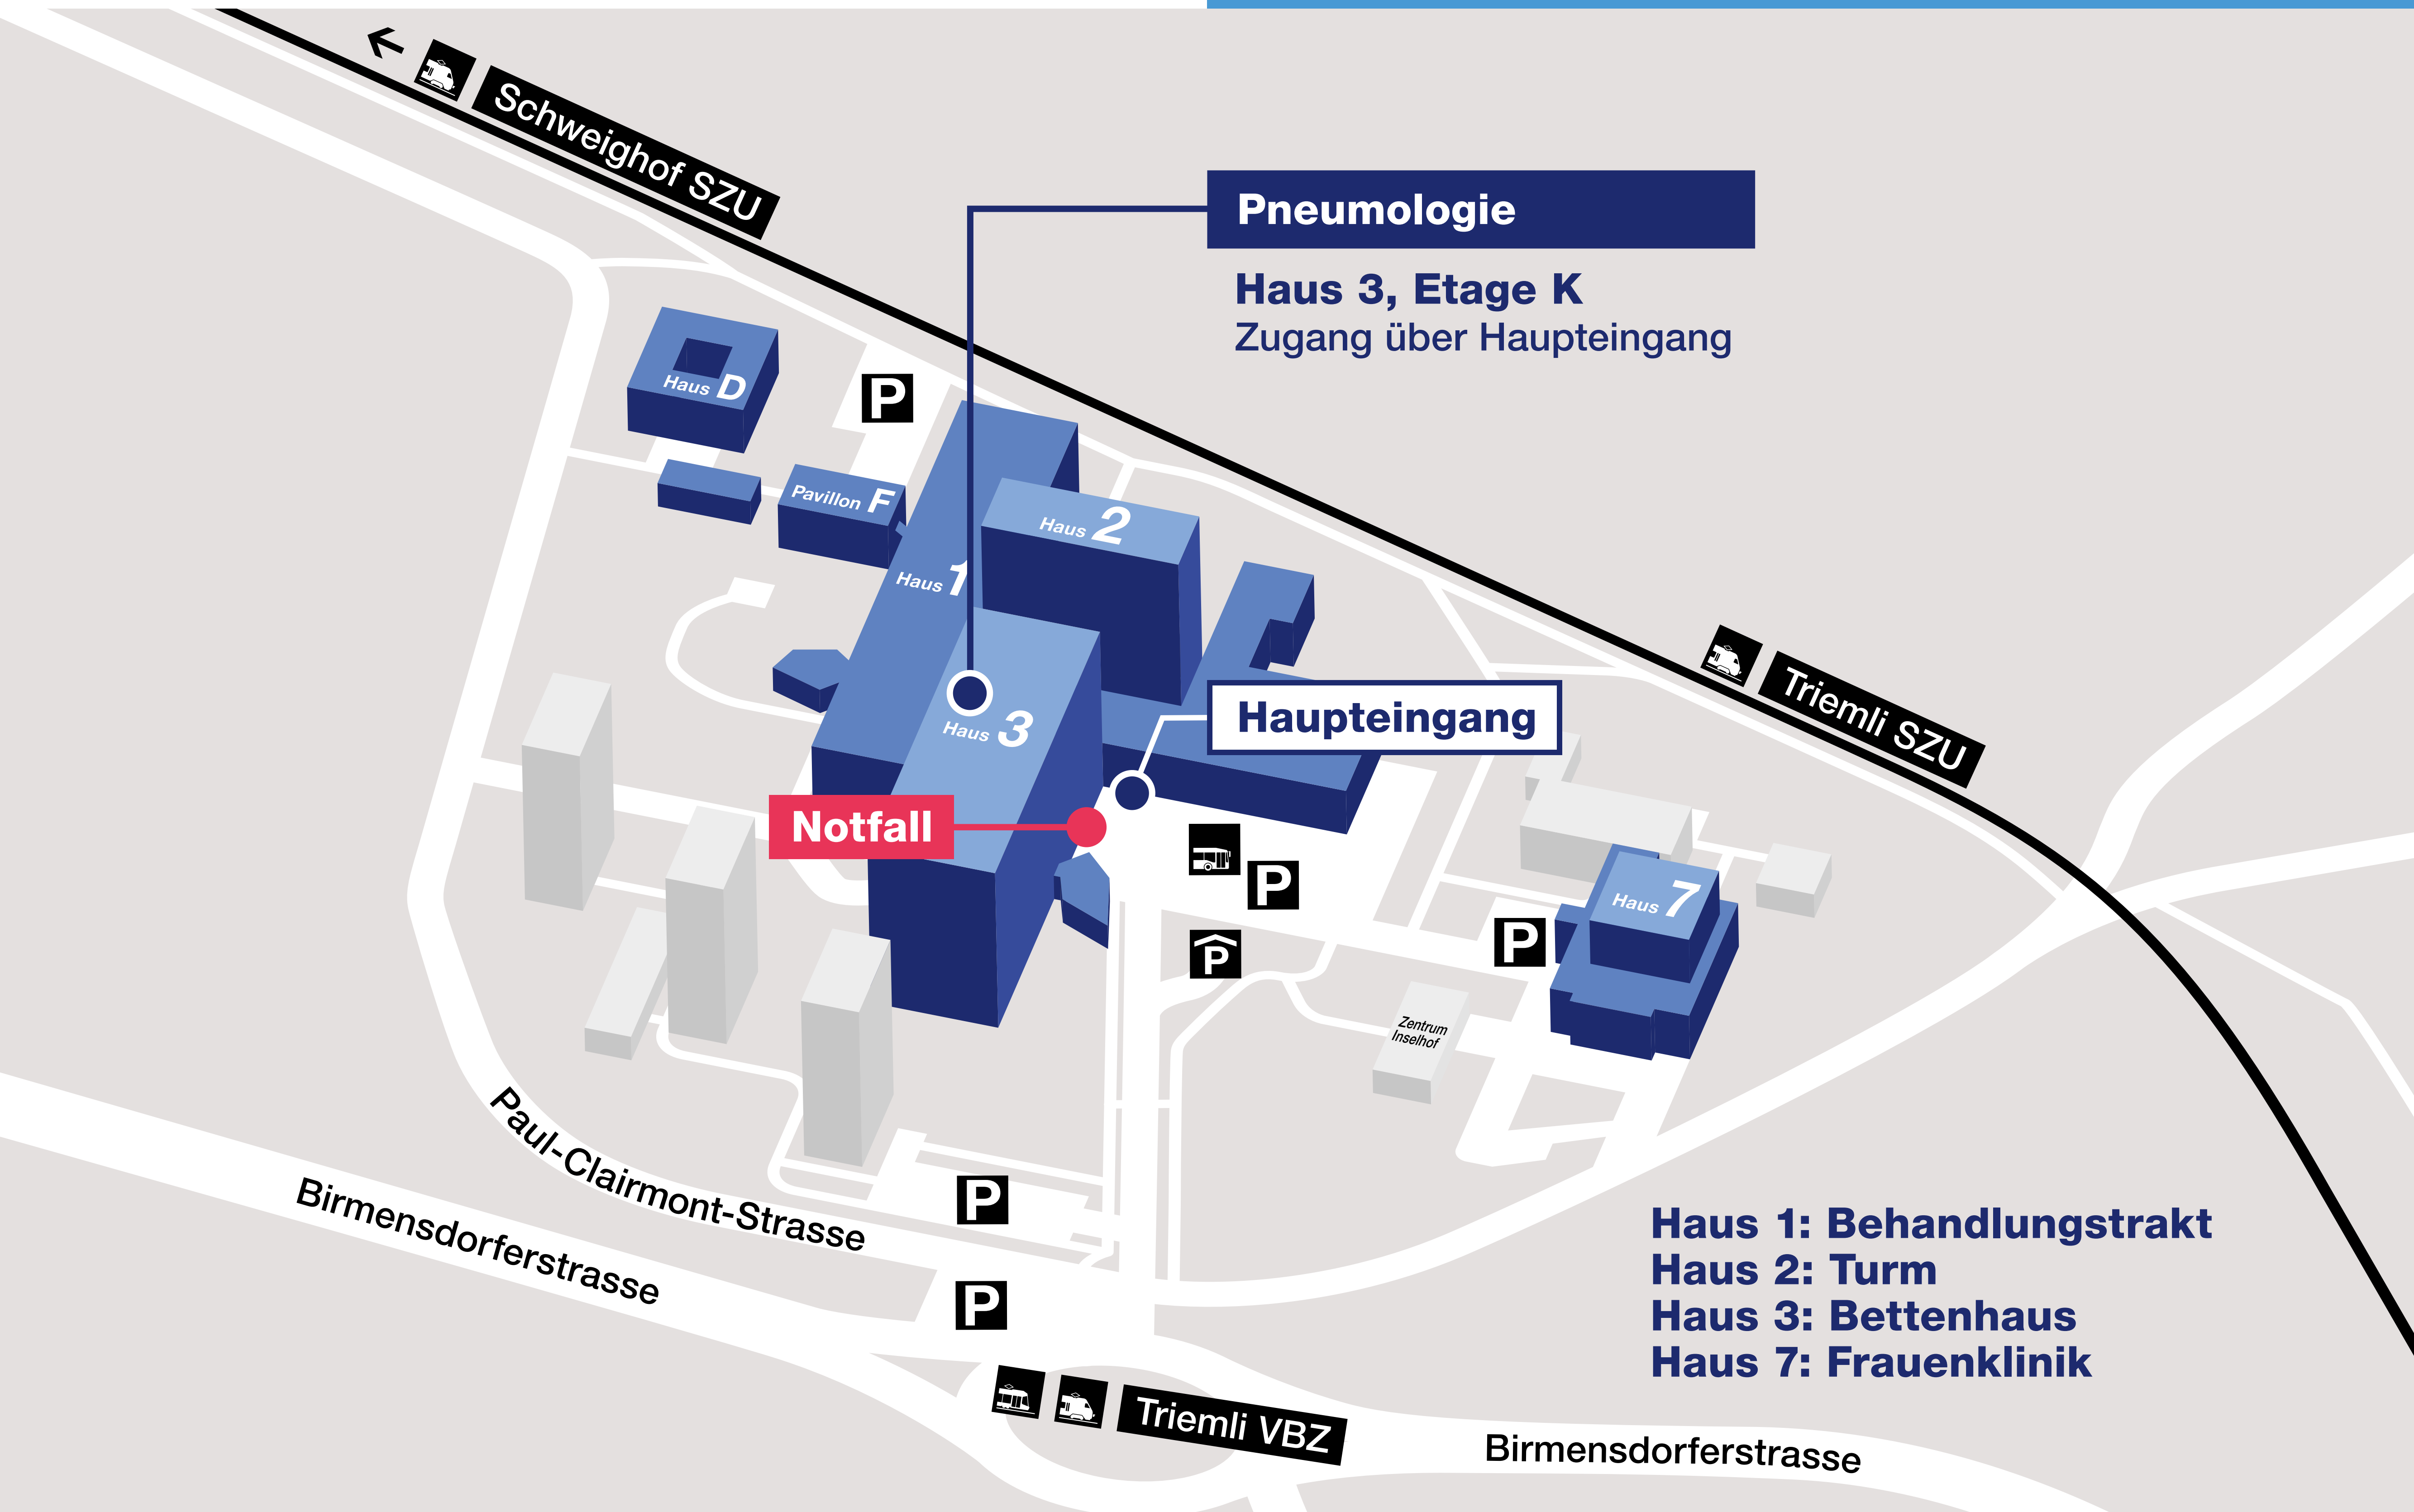 Schweighof SZU
Pneumologie
Haus 3, Etage K
Zugang über Haupteingang
Haus D
P
Pavillon F
Haus 2
Haus 1
Haus 3
Haupteingang
Triemli SZU
Notfall
P
Haus 7
P
P
Zentrum
Inselhof
Paul-Clairmont-Strasse
Birmensdorferstrasse
P
P
Haus 1: Behandlungstrakt
Haus 2: Turm
Haus 3: Bettenhaus
Haus 7: Frauenklinik
Triemli VBZ
Birmensdorferstrasse